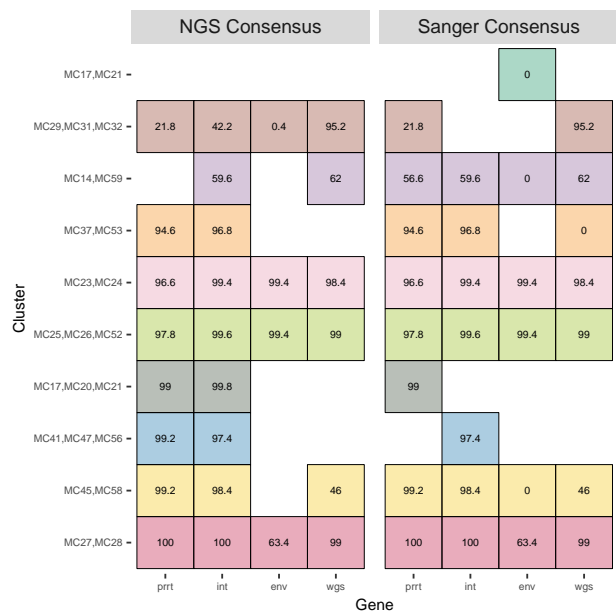 NGS Consensus Sanger Consensus
MC17,MC21 0
MC29,MC31,MC32 21.8 42.2 0.4 95.2 21.8 95.2
MC14,MC59 59.6 62 56.6 59.6 0 62
MC37,MC53 94.6 96.8 94.6 96.8 0
MC23,MC24 96.6 99.4 99.4 98.4 96.6 99.4 99.4 98.4
Cluster
MC25,MC26,MC52 97.8 99.6 99.4 99 97.8 99.6 99.4 99
MC17,MC20,MC21 99 99.8 99
MC41,MC47,MC56 99.2 97.4 97.4
MC45,MC58 99.2 98.4 46 99.2 98.4 0 46
MC27,MC28 100 100 63.4 99 100 100 63.4 99
prrt int env wgs prrt int env wgs
Gene